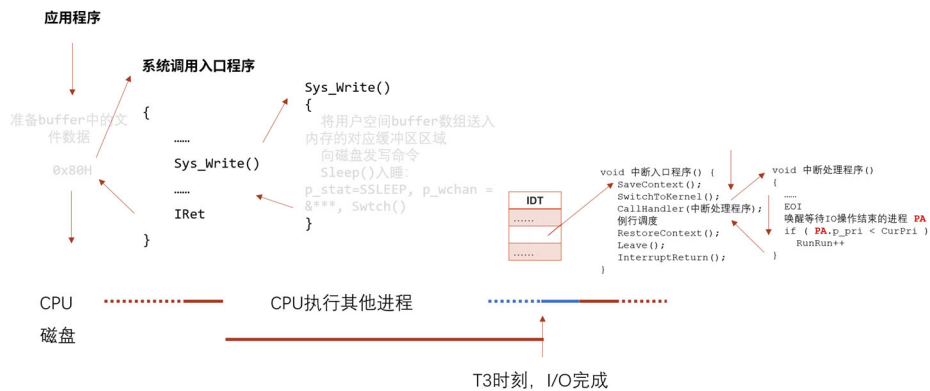 应用程序
准备buffer中的文
件数据
0x80H
系统调用入口程序
{
……
Sys_Write()
……
IRet
}
Sys_Write()
{
将用户空间buffer数组送入
内存的对应缓冲区区域
向磁盘发写命令
Sleep()入睡：
p_stat=SSLEEP, p_wchan =
&***, Swtch()
}
IDT
……
……
void 中断入口程序() {
SaveContext();
SwitchToKernel();
CallHandler(中断处理程序);
例行调度
RestoreContext();
Leave();
InterruptReturn();
}
void 中断处理程序()
{
……
EOI
唤醒等待IO操作结束的进程 PA
if ( PA.p_pri < CurPri )
RunRun++
}
CPU
CPU执行其他进程
磁盘
T3时刻，I/O完成